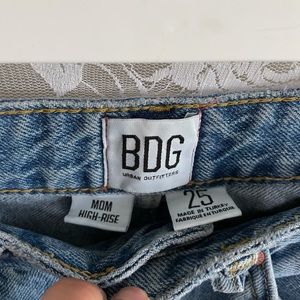 BDG
URBAN OUTFITTERS
MOM
HIGH-RISE
25
MADE IN TURKEY
FABRIQUÉ EN TURQUIE